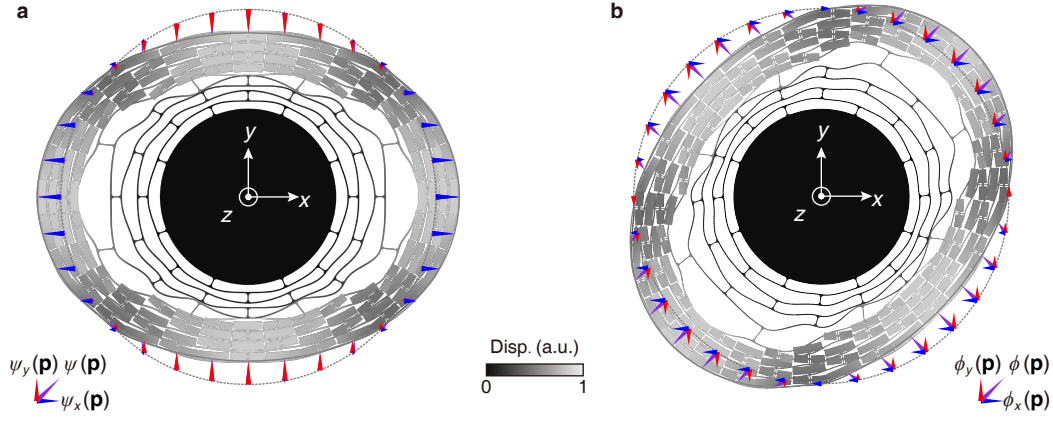 a
b
y
x
z
y
x
z
Disp. (a.u.)
0 1
ψy(p) ψ(p)
ψx(p)
ϕy(p) ϕ(p)
ϕx(p)